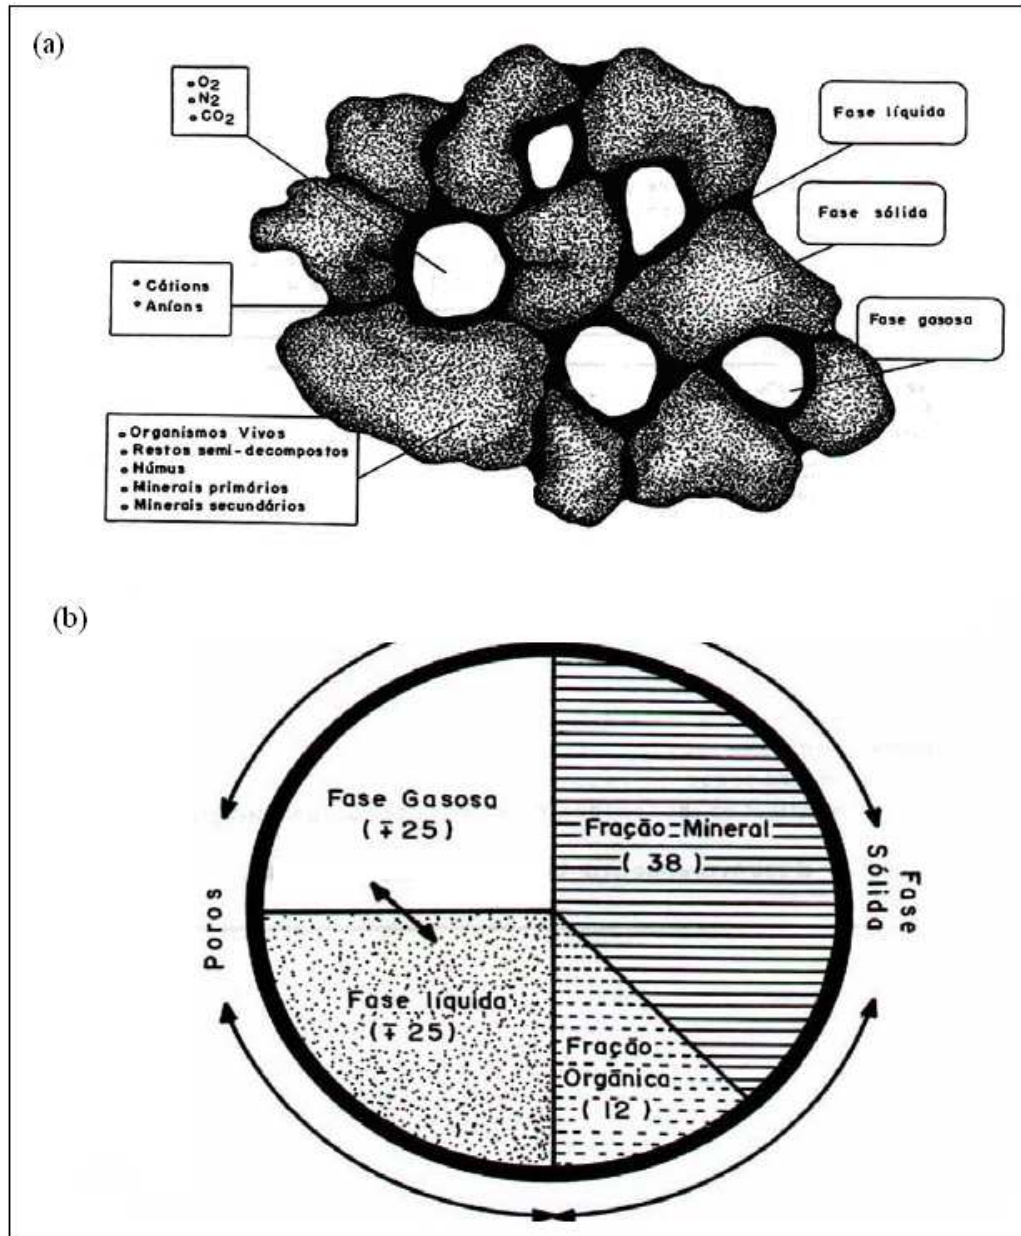 (a)
• O2
• N2
• CO2
Fase líquida
Fase sólida
* Cátions
* Aníons
Fase gasosa
• Organismos Vivos
• Restos semi-decompostos
• Númus
• Minerais primários
• Minerais secundários
(b)
Fase Gasosa
(∓25)
Fração Mineral
(38)
Poros
Fase
Sólida
Fase líquida
(∓25)
Fração
Orgânica
(12)